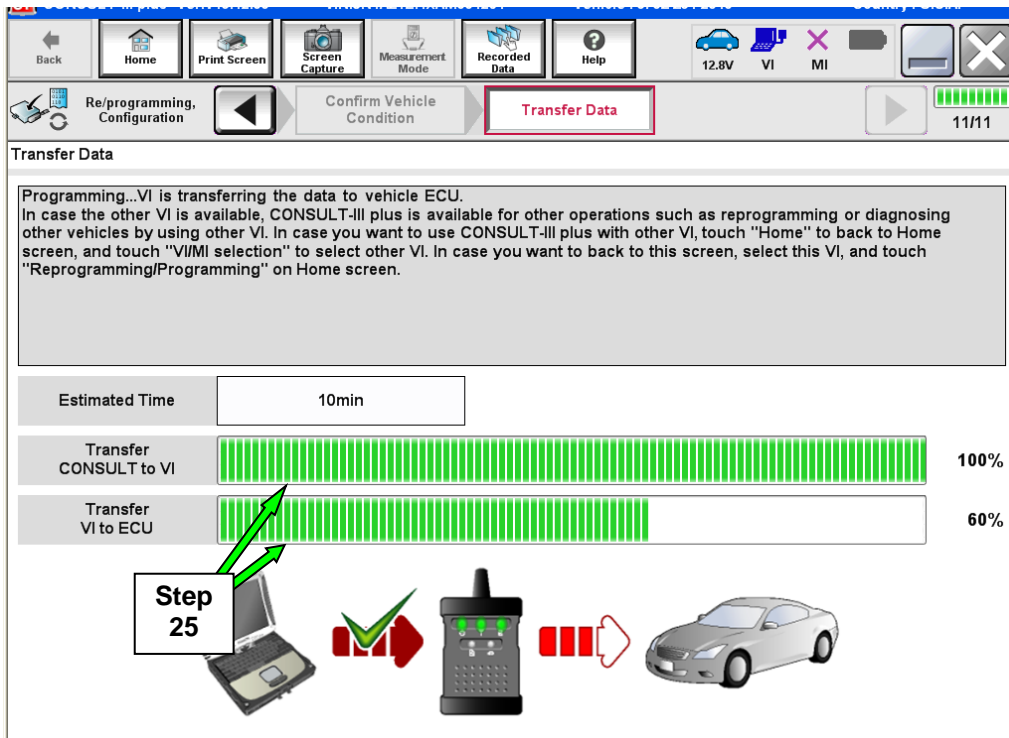 Back
Home
Print Screen
Screen
Capture
Measurement
Mode
Recorded
Data
Help
12.8V
VI
MI
Re/programming,
Configuration
Confirm Vehicle
Condition
Transfer Data
11/11
Transfer Data
Programming...VI is transferring the data to vehicle ECU.
In case the other VI is available, CONSULT-III plus is available for other operations such as reprogramming or diagnosing
other vehicles by using other VI. In case you want to use CONSULT-III plus with other VI, touch "Home" to back to Home
screen, and touch "VI/MI selection" to select other VI. In case you want to back to this screen, select this VI, and touch
"Reprogramming/Programming" on Home screen.
Estimated Time
10min
Transfer
CONSULT to VI
100%
Transfer
VI to ECU
60%
Step
25